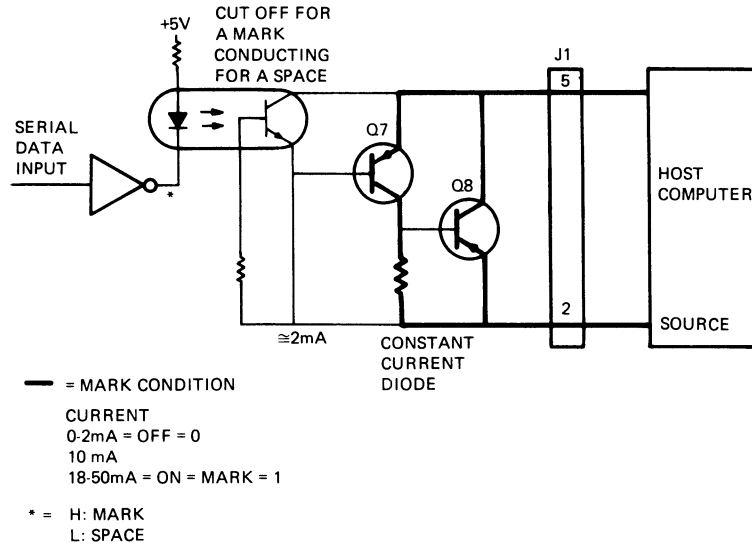 CUT OFF FOR
A MARK
CONDUCTING
FOR A SPACE
+5V
J1
5
SERIAL
DATA
INPUT
*
Q7
Q8
HOST
COMPUTER
2
SOURCE
≅2mA
CONSTANT
CURRENT
DIODE
= MARK CONDITION
CURRENT
0-2mA = OFF = 0
10 mA
18-50mA = ON = MARK = 1
* = H: MARK
L: SPACE